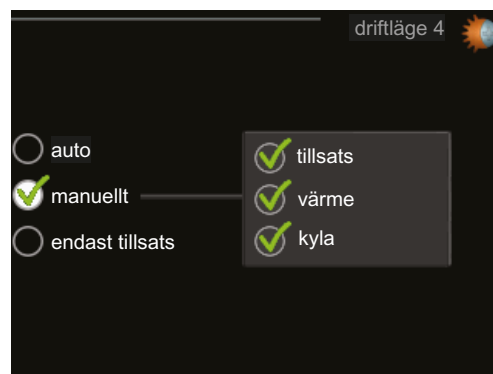 driftläge 4
auto
manuellt
endast tillsats
tillsats
värme
kyla